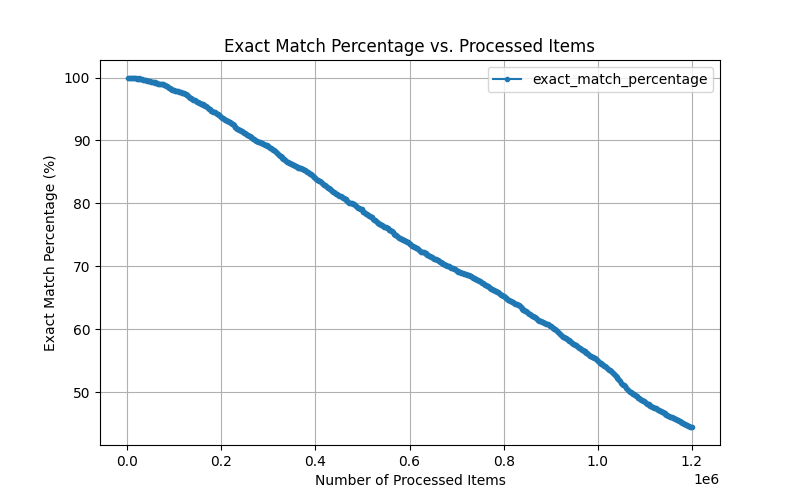 Exact Match Percentage vs. Processed Items
exact_match_percentage
Exact Match Percentage (%)
100
90
80
70
60
50
0.0 0.2 0.4 0.6 0.8 1.0 1.2
1e6
Number of Processed Items